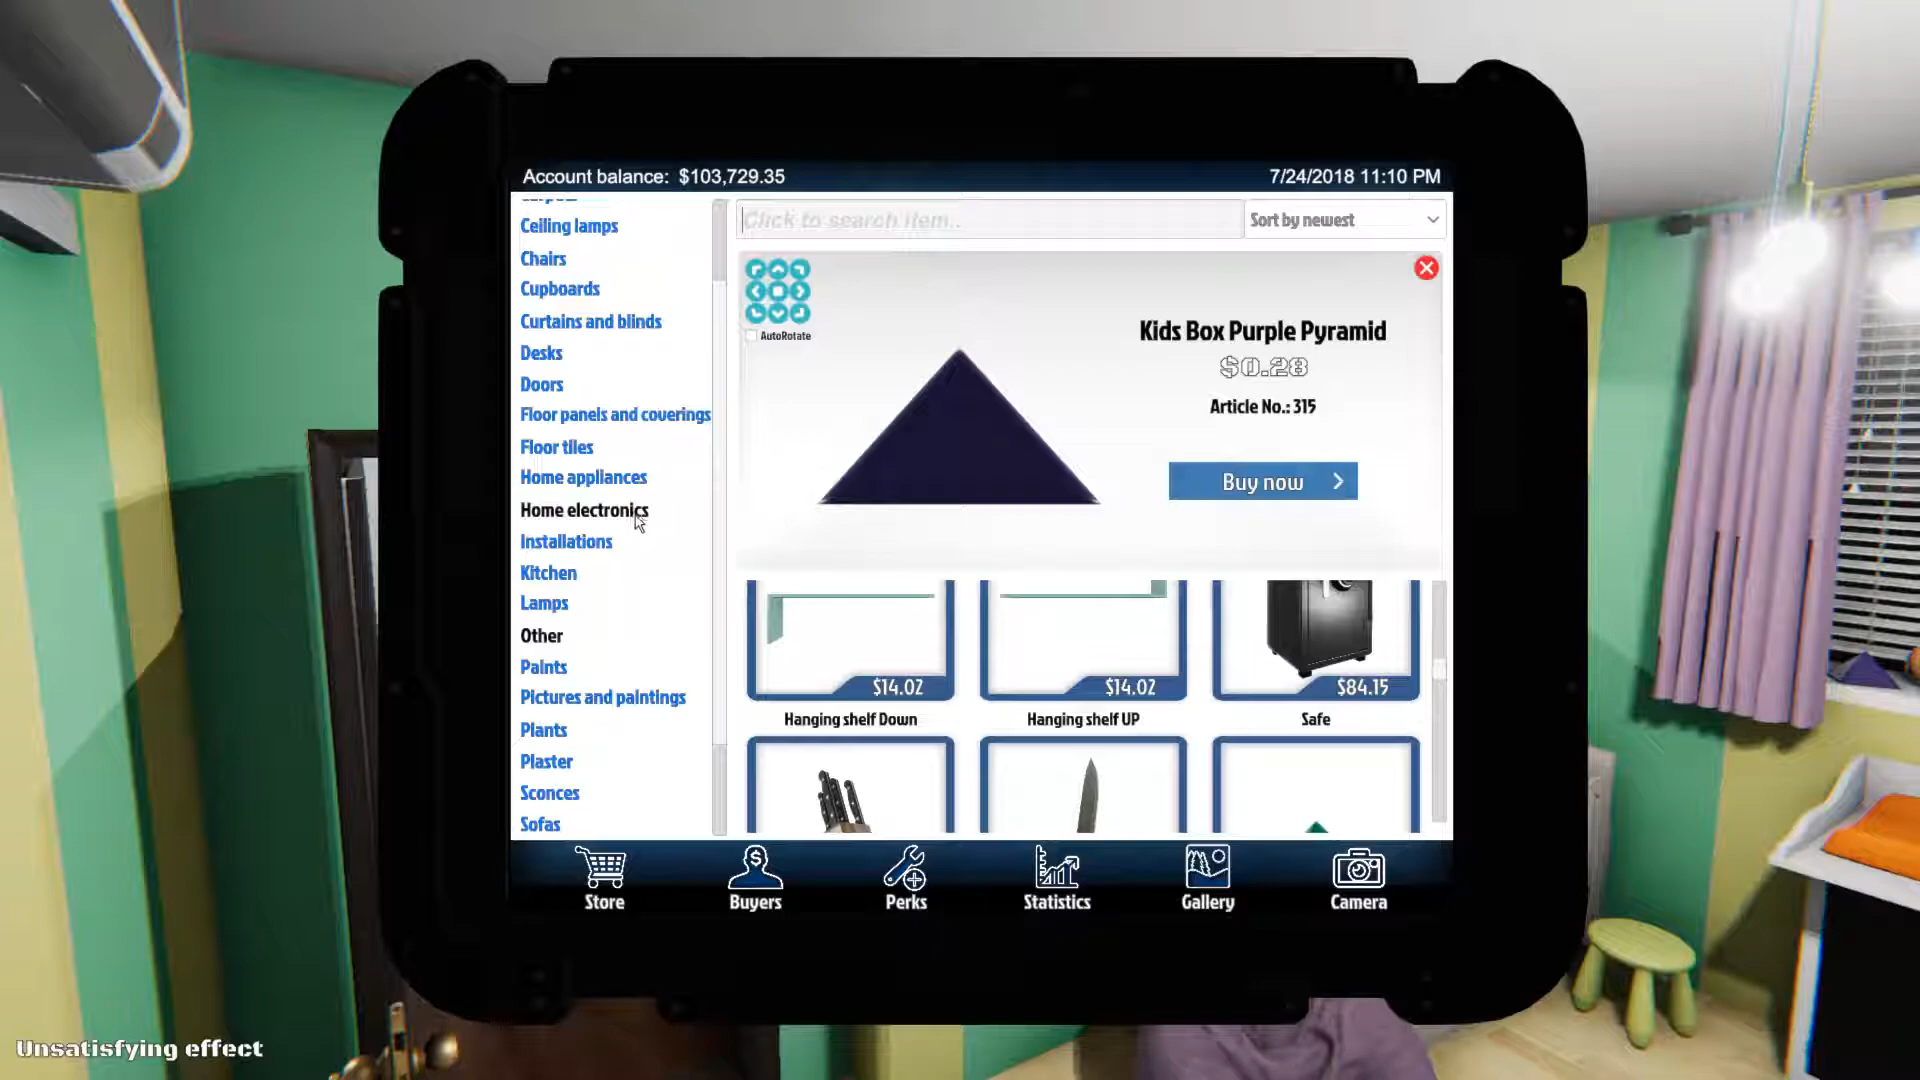 Account balance: $103,729.35
7/24/2018 11:10 PM
Ceiling lamps
Chairs
Cupboards
Curtains and blinds
Desks
Doors
Floor panels and coverings
Floor tiles
Home appliances
Home electronics
Installations
Kitchen
Lamps
Other
Paints
Pictures and paintings
Plants
Plaster
Sconces
Sofas
Click to search item..
Sort by newest
AutoRotate
Kids Box Purple Pyramid
$0.28
Article No.: 315
Buy now
$14.02
$14.02
$84.15
Hanging shelf Down
Hanging shelf UP
Safe
Store
Buyers
Perks
Statistics
Gallery
Camera
Unsatisfying effect